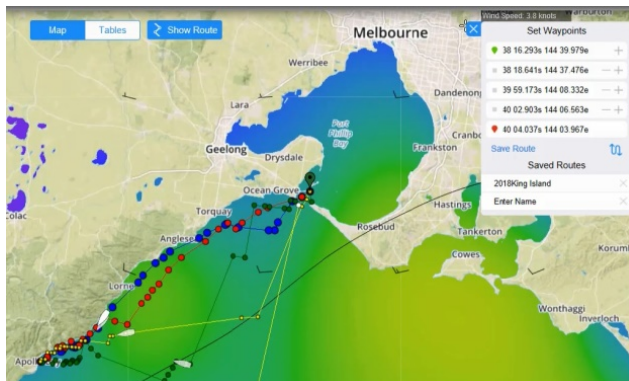 Map
Tables
Show Route
Wind Speed: 3.8 knots
Warburton
Set Waypoints
38 16.293s 144 39.979e
38 18.641s 144 37.476e
39 59.173s 144 08.332e
40 02.903s 144 06.563e
40 04.037s 144 03.967e
Save Route
Saved Routes
2018King Island
Enter Name
Melbourne
Werribee
Dandenong
Lara
Port
Phillip
Bay
Cranbo
Geelong
Frankston
Drysdale
Ocean Grove
Colac
Torquay
Hastings
Rosebud
Tankerton
Anglesea
Cowes
Korumb
Lorne
Wonthaggi
Inverloch
Apoll